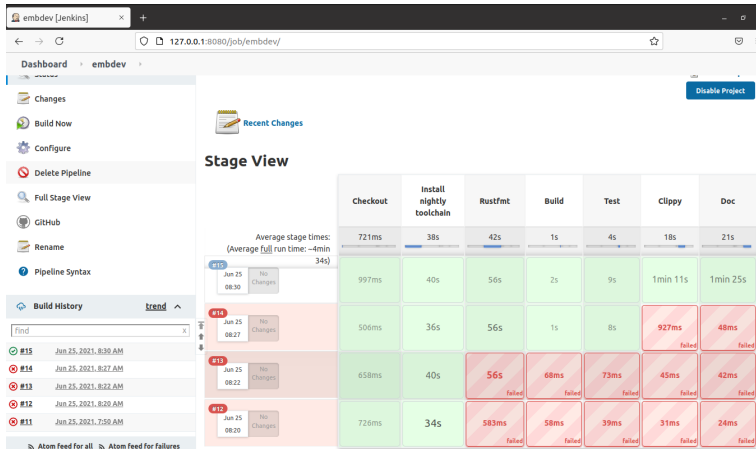 embdev [Jenkins] × +
127.0.0.1:8080/job/embdev/
Dashboard embdev
Status
Changes
Build Now
Configure
Delete Pipeline
Full Stage View
GitHub
Rename
Pipeline Syntax
Build History trend
find x
#15 Jun 25, 2021, 8:30 AM
#14 Jun 25, 2021, 8:27 AM
#13 Jun 25, 2021, 8:22 AM
#12 Jun 25, 2021, 8:20 AM
#11 Jun 25, 2021, 7:50 AM
Atom feed for all Atom feed for failures
Disable Project
Recent Changes
Stage View
Checkout
Install
nightly
toolchain
Rustfmt
Build
Test
Clippy
Doc
Average stage times:
(Average full run time: ~4min
34s)
721ms 38s 42s 1s 4s 18s 21s
#15
Jun 25
08:30
No
Changes
997ms 40s 56s 2s 9s 1min 11s 1min 25s
#14
Jun 25
08:27
No
Changes
506ms 36s 56s 1s 8s 927ms 48ms
failed failed
#13
Jun 25
08:22
No
Changes
658ms 40s 56s 68ms 73ms 45ms 42ms
failed failed failed failed failed
#12
Jun 25
08:20
No
Changes
726ms 34s 583ms 58ms 39ms 31ms 24ms
failed failed failed failed failed